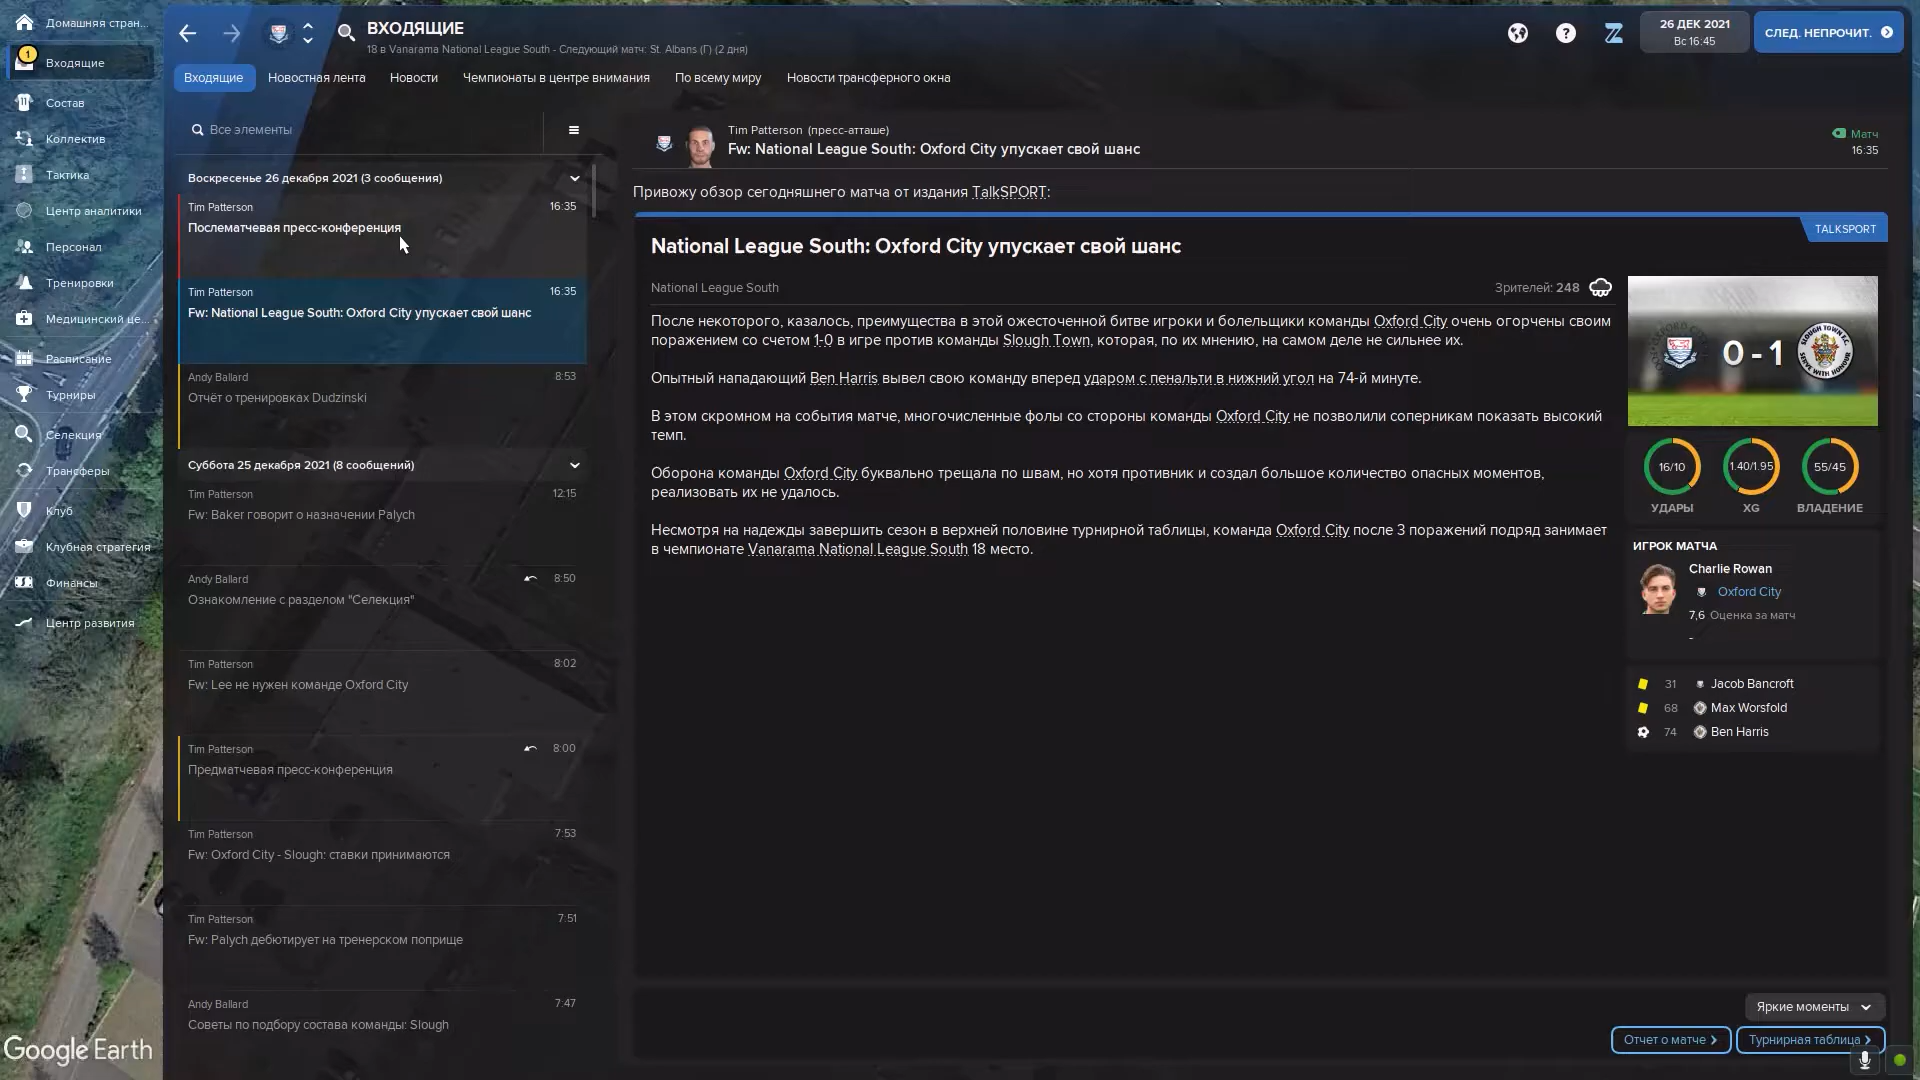 Домашняя стран...
1
Входящие
Состав
Коллектив
Тактика
Центр аналитики
Персонал
Тренировки
Медицинский це...
Расписание
Турниры
Селекция
Трансферы
Клуб
Клубная стратегия
Финансы
Центр развития
Google Earth
ВХОДЯЩИЕ
18 в Vanarama National League South - Следующий матч: St. Albans (Г) (2 дня)
?
26 ДЕК 2021
Вс 16:45
СЛЕД. НЕПРОЧИТ.
Входящие
Новостная лента
Новости
Чемпионаты в центре внимания
По всему миру
Новости трансферного окна
Все элементы
Воскресенье 26 декабря 2021 (3 сообщения)
Tim Patterson 16:35
Послематчевая пресс-конференция
Tim Patterson 16:35
Fw: National League South: Oxford City упускает свой шанс
Andy Ballard 8:53
Отчёт о тренировках Dudzinski
Суббота 25 декабря 2021 (8 сообщений)
Tim Patterson 12:15
Fw: Baker говорит о назначении Palych
Andy Ballard 8:50
Ознакомление с разделом "Селекция"
Tim Patterson 8:02
Fw: Lee не нужен команде Oxford City
Tim Patterson 8:00
Предматчевая пресс-конференция
Tim Patterson 7:53
Fw: Oxford City - Slough: ставки принимаются
Tim Patterson 7:51
Fw: Palych дебютирует на тренерском поприще
Andy Ballard 7:47
Советы по подбору состава команды: Slough
Tim Patterson (пресс-атташе)
Fw: National League South: Oxford City упускает свой шанс
Матч
16:35
Привожу обзор сегодняшнего матча от издания TalkSPORT:
TALKSPORT
National League South: Oxford City упускает свой шанс
National League South
Зрителей: 248
После некоторого, казалось, преимущества в этой ожесточенной битве игроки и болельщики команды Oxford City очень огорчены своим
поражением со счетом 1-0 в игре против команды Slough Town, которая, по их мнению, на самом деле не сильнее их.
Опытный нападающий Ben Harris вывел свою команду вперед ударом с пенальти в нижний угол на 74-й минуте.
В этом скромном на события матче, многочисленные фолы со стороны команды Oxford City не позволили соперникам показать высокий
темп.
Оборона команды Oxford City буквально трещала по швам, но хотя противник и создал большое количество опасных моментов,
реализовать их не удалось.
Несмотря на надежды завершить сезон в верхней половине турнирной таблицы, команда Oxford City после 3 поражений подряд занимает
в чемпионате Vanarama National League South 18 место.
0 - 1
SLOUGH TOWN F.C.
SERVE WITH HONOUR
16/10
1.40/1.95
55/45
УДАРЫ
XG
ВЛАДЕНИЕ
ИГРОК МАТЧА
Charlie Rowan
Oxford City
7,6 Оценка за матч
-
31 Jacob Bancroft
68 Max Worsfold
74 Ben Harris
Яркие моменты
Отчет о матче
Турнирная таблица